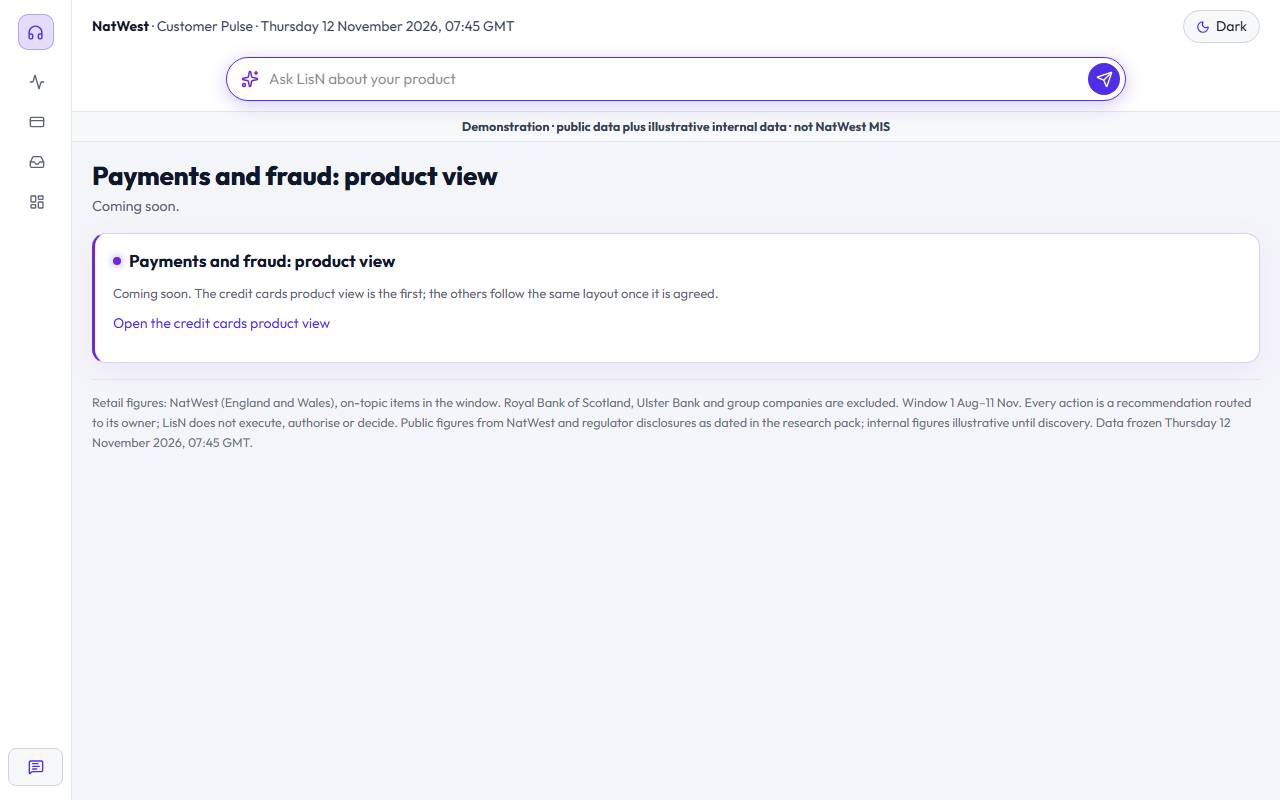 NatWest · Customer Pulse · Thursday 12 November 2026, 07:45 GMT
Dark
Ask LisN about your product
Demonstration · public data plus illustrative internal data · not NatWest MIS
Payments and fraud: product view
Coming soon.
Payments and fraud: product view
Coming soon. The credit cards product view is the first; the others follow the same layout once it is agreed.
Open the credit cards product view
Retail figures: NatWest (England and Wales), on-topic items in the window. Royal Bank of Scotland, Ulster Bank and group companies are excluded. Window 1 Aug–11 Nov. Every action is a recommendation routed
to its owner; LisN does not execute, authorise or decide. Public figures from NatWest and regulator disclosures as dated in the research pack; internal figures illustrative until discovery. Data frozen Thursday 12
November 2026, 07:45 GMT.